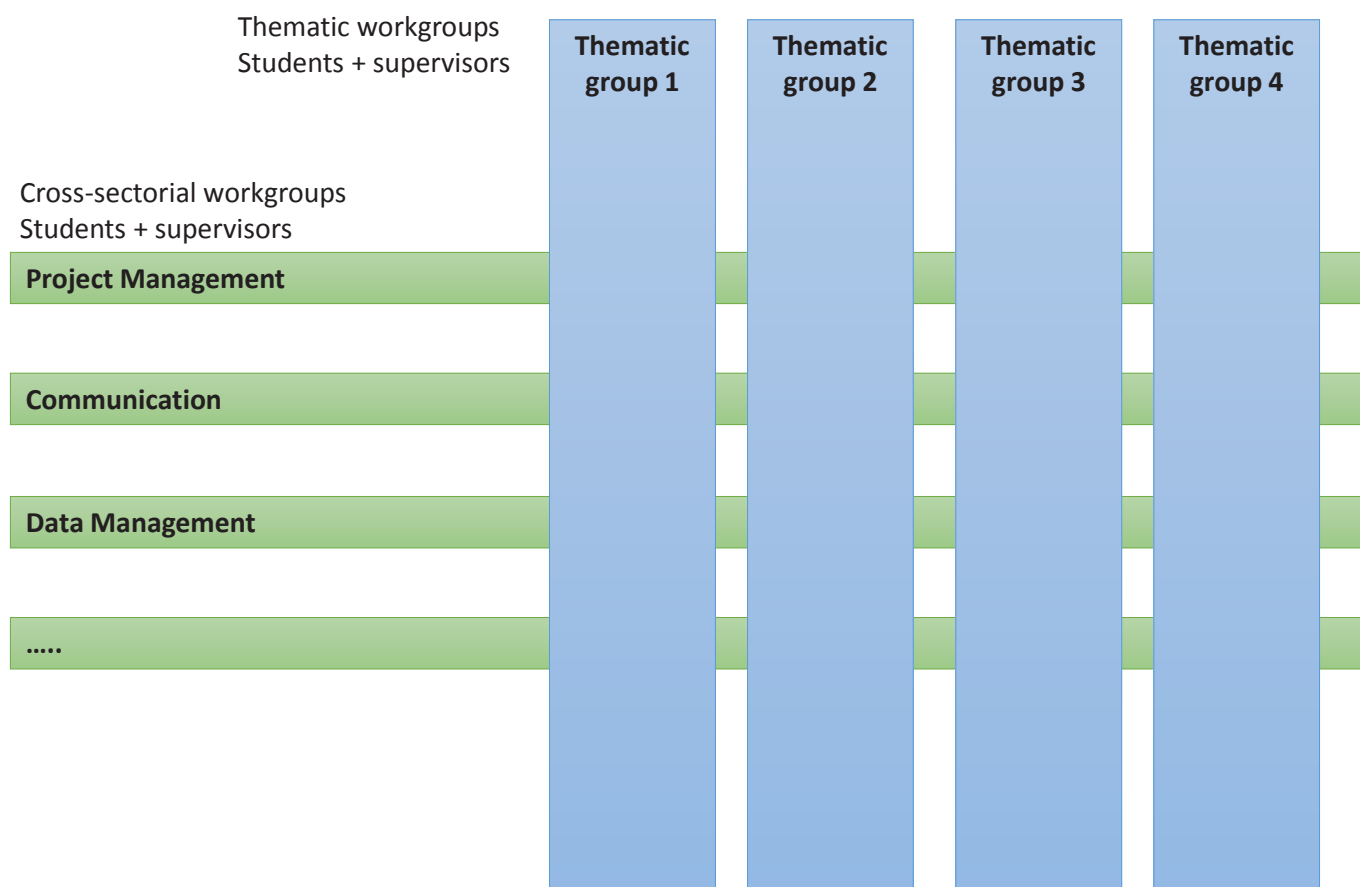 Thematic workgroups
Students + supervisors
Thematic
group 1
Thematic
group 2
Thematic
group 3
Thematic
group 4
Cross-sectorial workgroups
Students + supervisors
Project Management
Communication
Data Management
…..